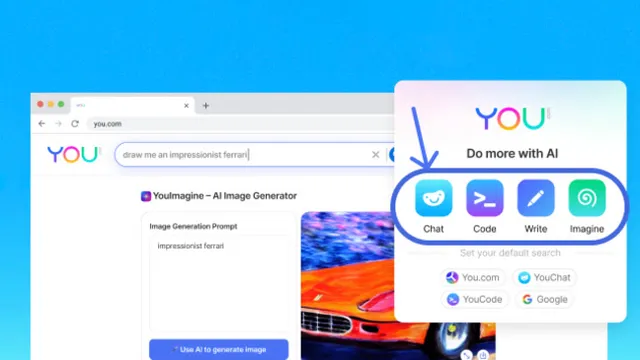 you.com
YOU
draw me an impressionist ferrari
YouImagine – AI Image Generator
Image Generation Prompt
impressionist ferrari
Use AI to generate image
YOU
Do more with AI
Chat
Code
Write
Imagine
Set your default search
You.com
YouChat
YouCode
Google